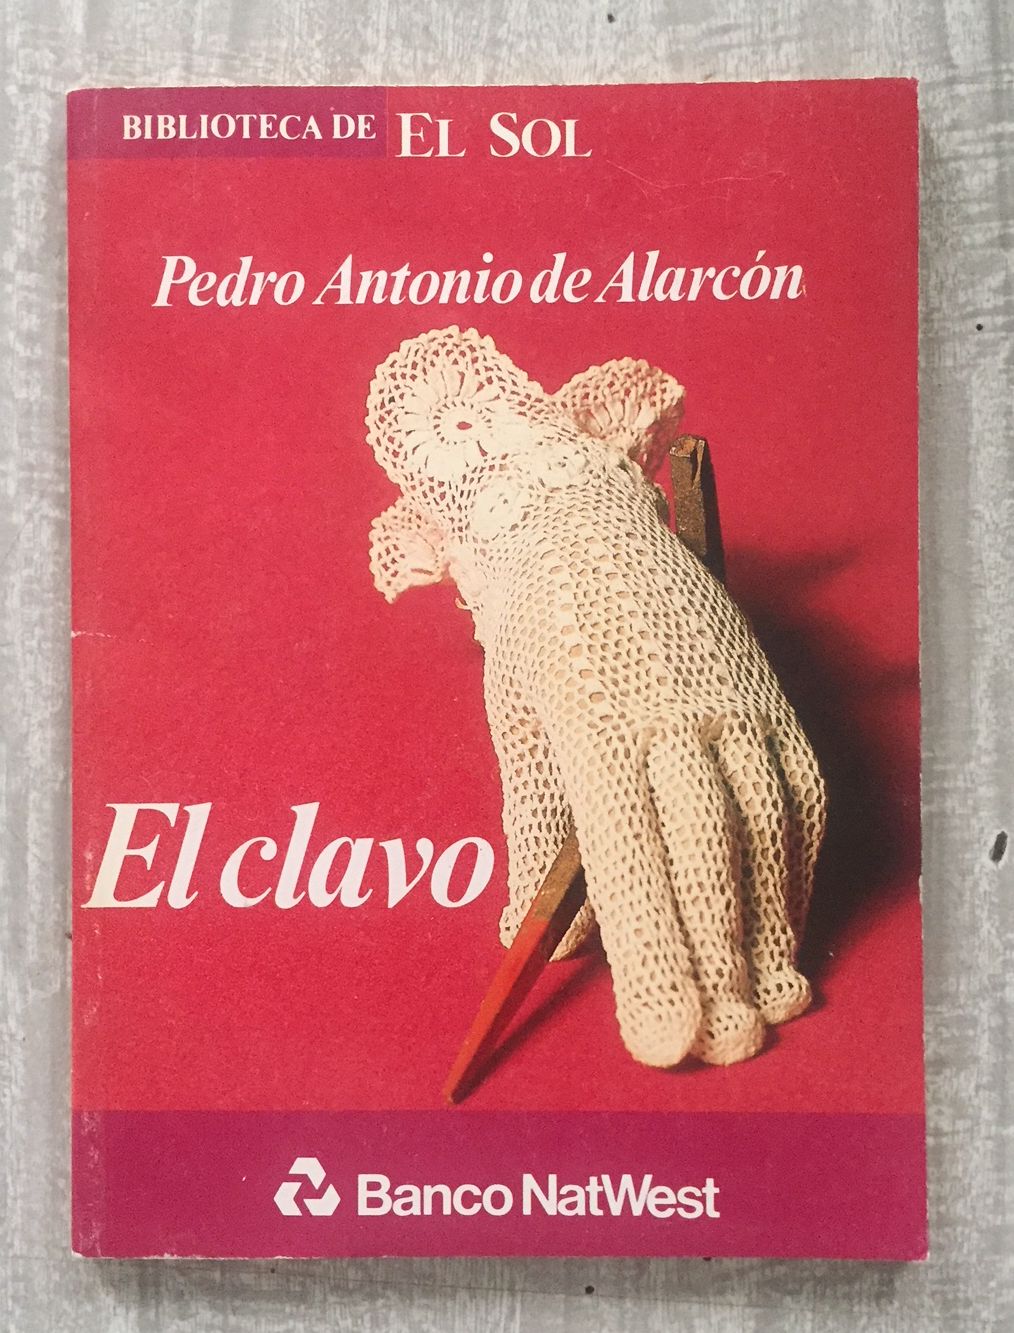 BIBLIOTECA DE EL SOL
Pedro Antonio de Alarcón
El clavo
Banco NatWest